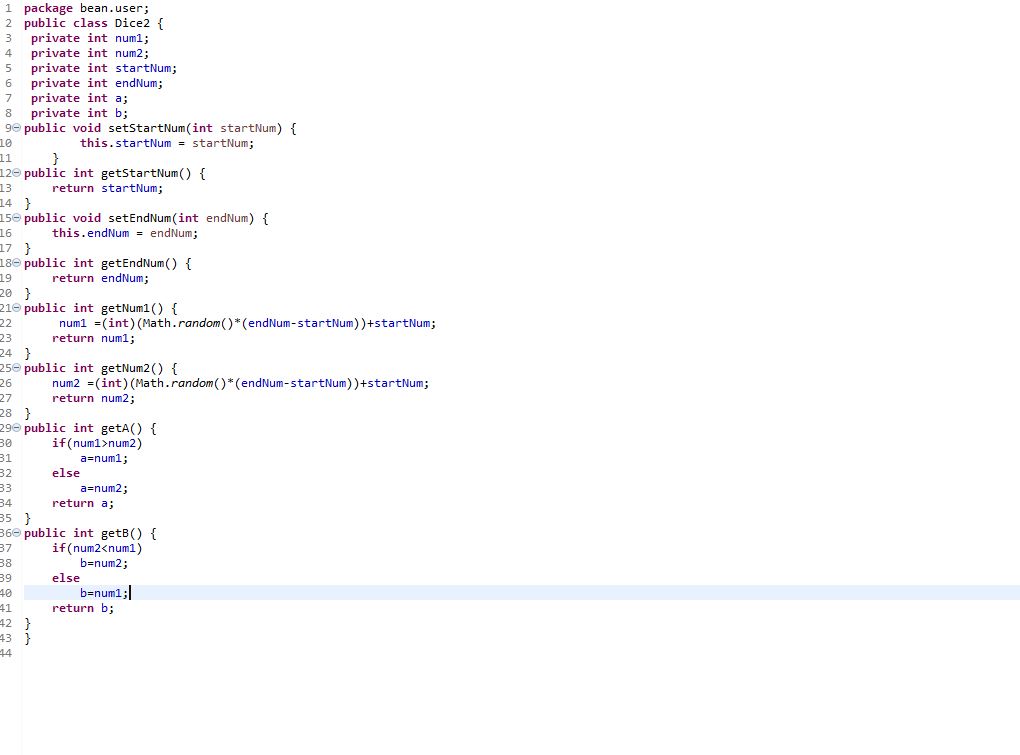 1 package bean.user;
2 public class Dice2 {
3 private int num1;
4 private int num2;
5 private int startNum;
6 private int endNum;
7 private int a;
8 private int b;
9 public void setStartNum(int startNum) {
10 this.startNum = startNum;
11 }
12 public int getStartNum() {
13 return startNum;
14 }
15 public void setEndNum(int endNum) {
16 this.endNum = endNum;
17 }
18 public int getEndNum() {
19 return endNum;
20 }
21 public int getNum1() {
22 num1 =(int)(Math.random()*(endNum-startNum))+startNum;
23 return num1;
24 }
25 public int getNum2() {
26 num2 =(int)(Math.random()*(endNum-startNum))+startNum;
27 return num2;
28 }
29 public int getA() {
30 if(num1>num2)
31 a=num1;
32 else
33 a=num2;
34 return a;
35 }
36 public int getB() {
37 if(num2<num1)
38 b=num2;
39 else
40 b=num1;
41 return b;
42 }
43 }
44